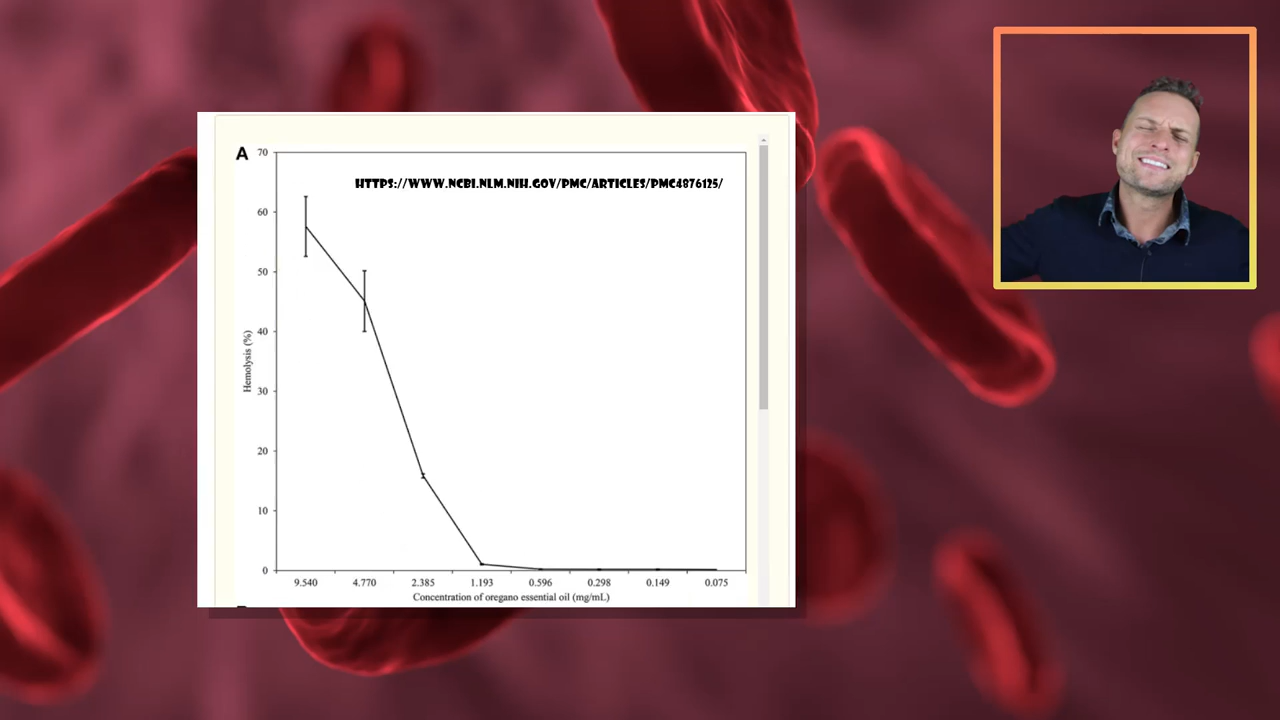 A
HTTPS://WWW.NCBI.NLM.NIH.GOV/PMC/ARTICLES/PMC4876125/
70
60
50
40
30
20
10
0
Hemolysis (%)
9.540 4.770 2.385 1.193 0.596 0.298 0.149 0.075
Concentration of oregano essential oil (mg/mL)